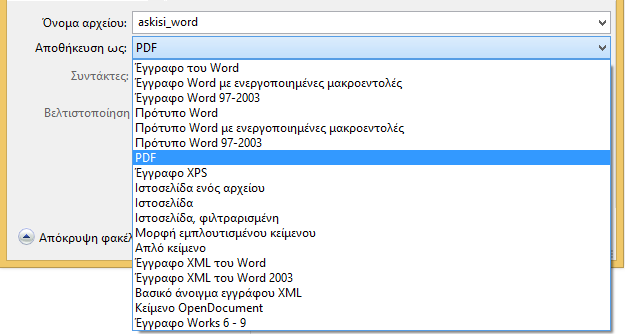 Όνομα αρχείου: askisi_word
Αποθήκευση ως: PDF
Συντάκτες:
Βελτιστοποίηση
Έγγραφο του Word
Έγγραφο Word με ενεργοποιημένες μακροεντολές
Έγγραφο Word 97-2003
Πρότυπο Word
Πρότυπο Word με ενεργοποιημένες μακροεντολές
Πρότυπο Word 97-2003
PDF
Έγγραφο XPS
Ιστοσελίδα ενός αρχείου
Ιστοσελίδα
Ιστοσελίδα, φιλτραρισμένη
Μορφή εμπλουτισμένου κειμένου
Απλό κείμενο
Έγγραφο XML του Word
Έγγραφο XML του Word 2003
Βασικό άνοιγμα εγγράφου XML
Κείμενο OpenDocument
Έγγραφο Works 6 - 9
Απόκρυψη